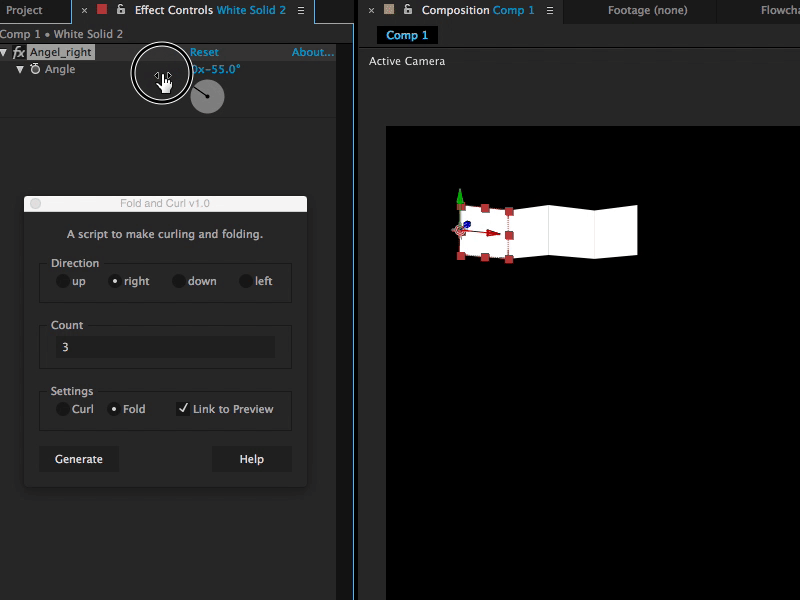 Project × Effect Controls White Solid 2 ≡ × Composition Comp 1 ≡ Footage (none) Flowch
Comp 1 • White Solid 2
Comp 1
fx Angel_right Reset About...
Active Camera
Angle 0x-55.0°
Fold and Curl v1.0
A script to make curling and folding.
Direction
up right down left
Count
3
Settings
Curl Fold Link to Preview
Generate Help